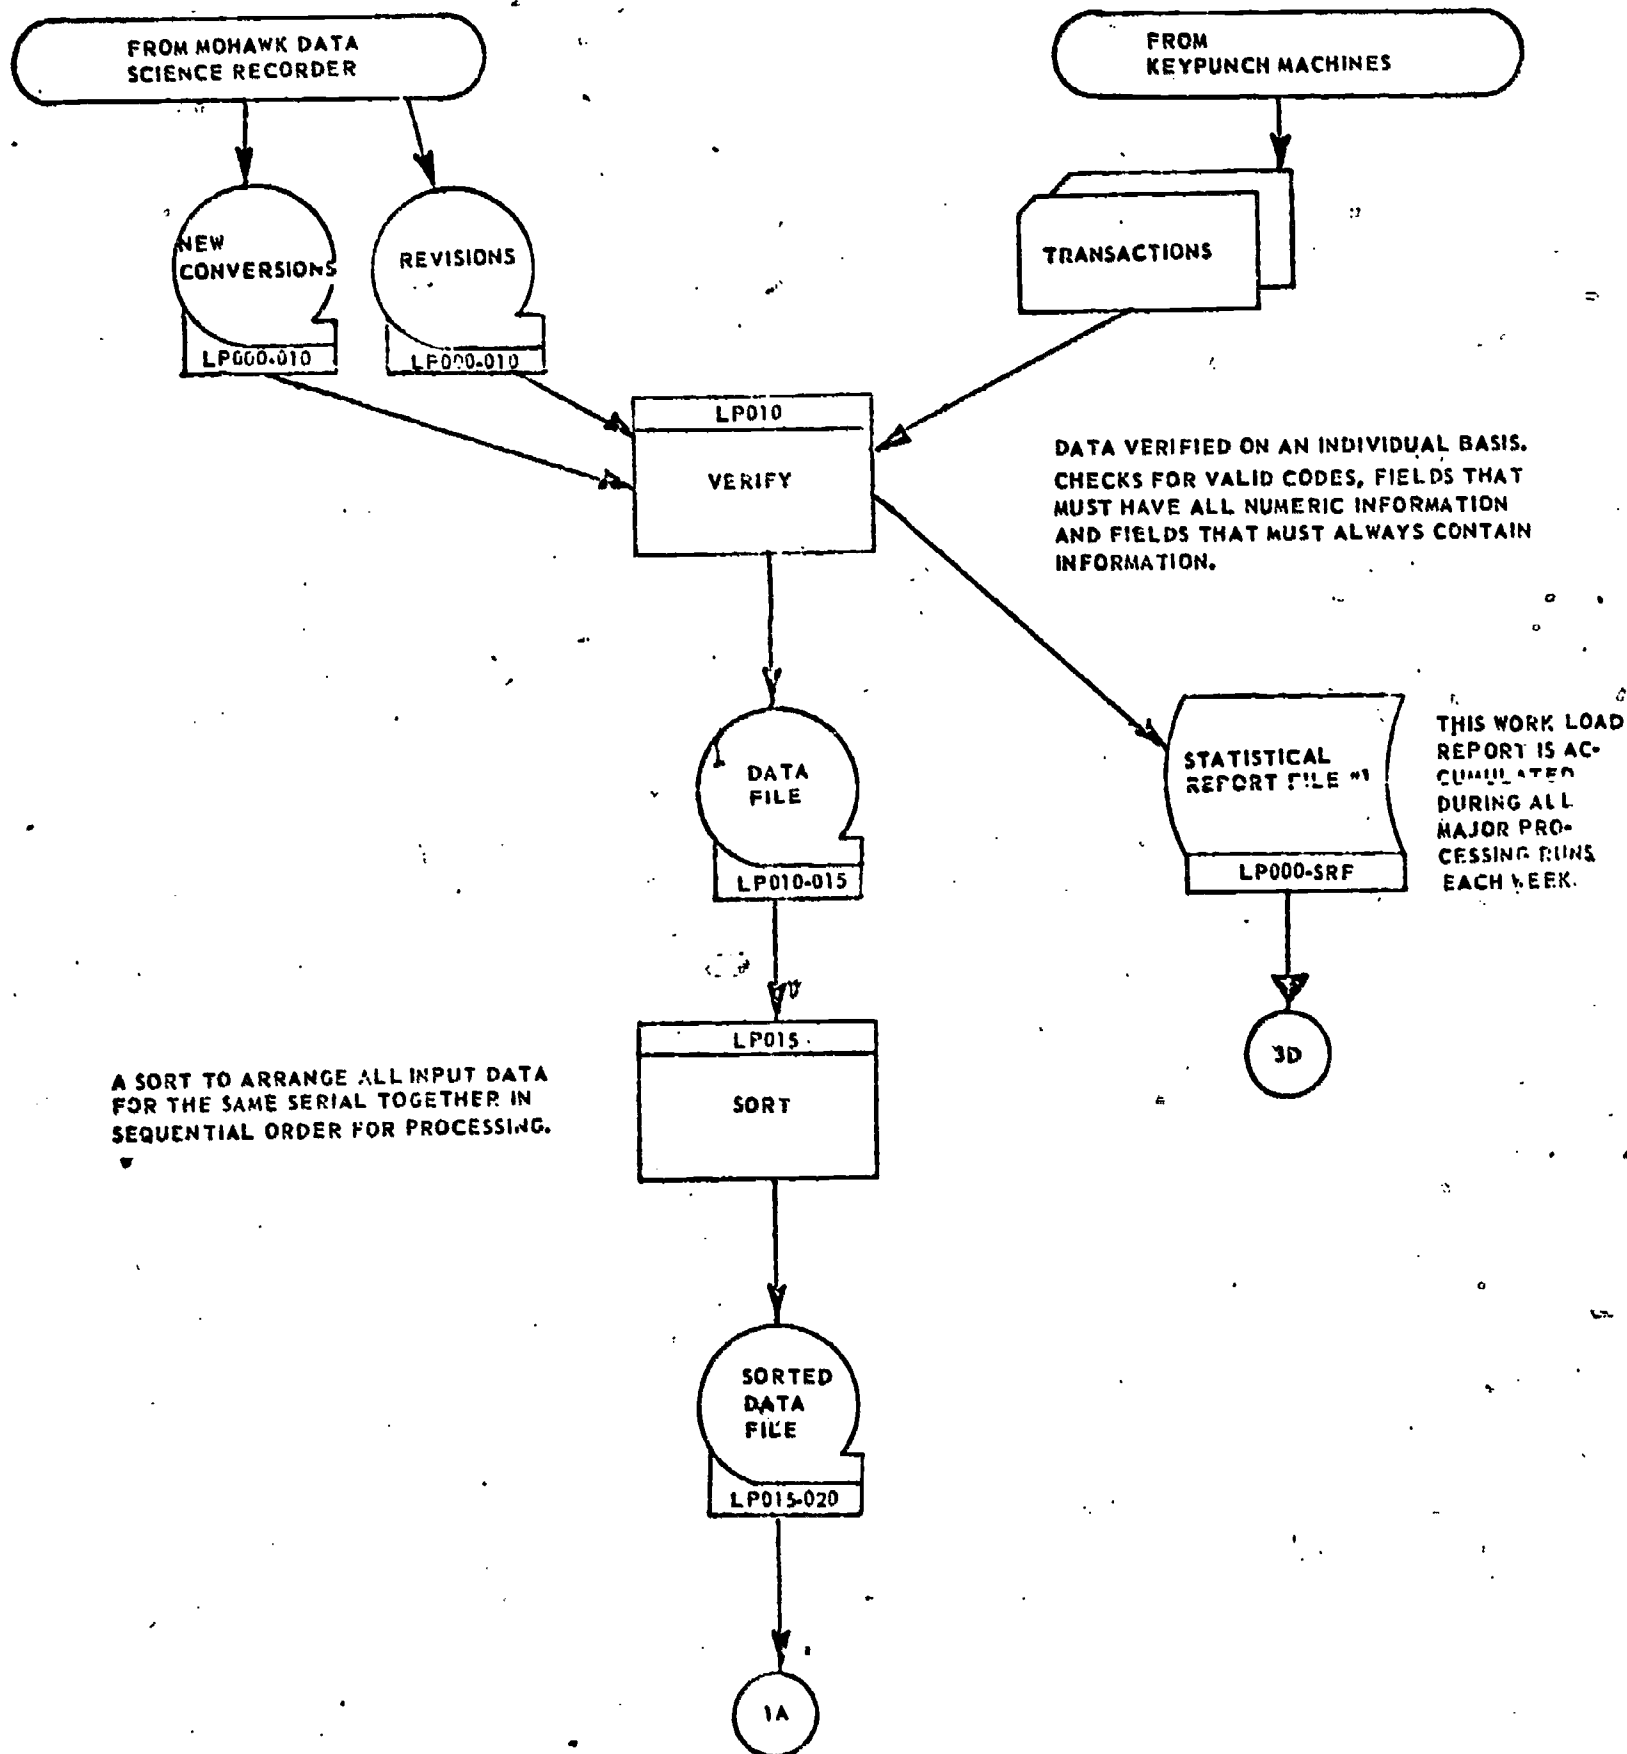 FROM MOHAWK DATA
SCIENCE RECORDER
FROM
KEYPUNCH MACHINES
NEW
CONVERSIONS
LP000-010
REVISIONS
LP000-010
TRANSACTIONS
LP010
VERIFY
DATA VERIFIED ON AN INDIVIDUAL BASIS.
CHECKS FOR VALID CODES, FIELDS THAT
MUST HAVE ALL NUMERIC INFORMATION
AND FIELDS THAT MUST ALWAYS CONTAIN
INFORMATION.
DATA
FILE
LP010-015
STATISTICAL
REPORT FILE
LP000-SRF
THIS WORK LOAD
REPORT IS AC-
CUMULATED
DURING ALL
MAJOR PRO-
CESSING RUNS
EACH WEEK.
3D
LP015
SORT
A SORT TO ARRANGE ALL INPUT DATA
FOR THE SAME SERIAL TOGETHER IN
SEQUENTIAL ORDER FOR PROCESSING.
SORTED
DATA
FILE
LP015-020
1A